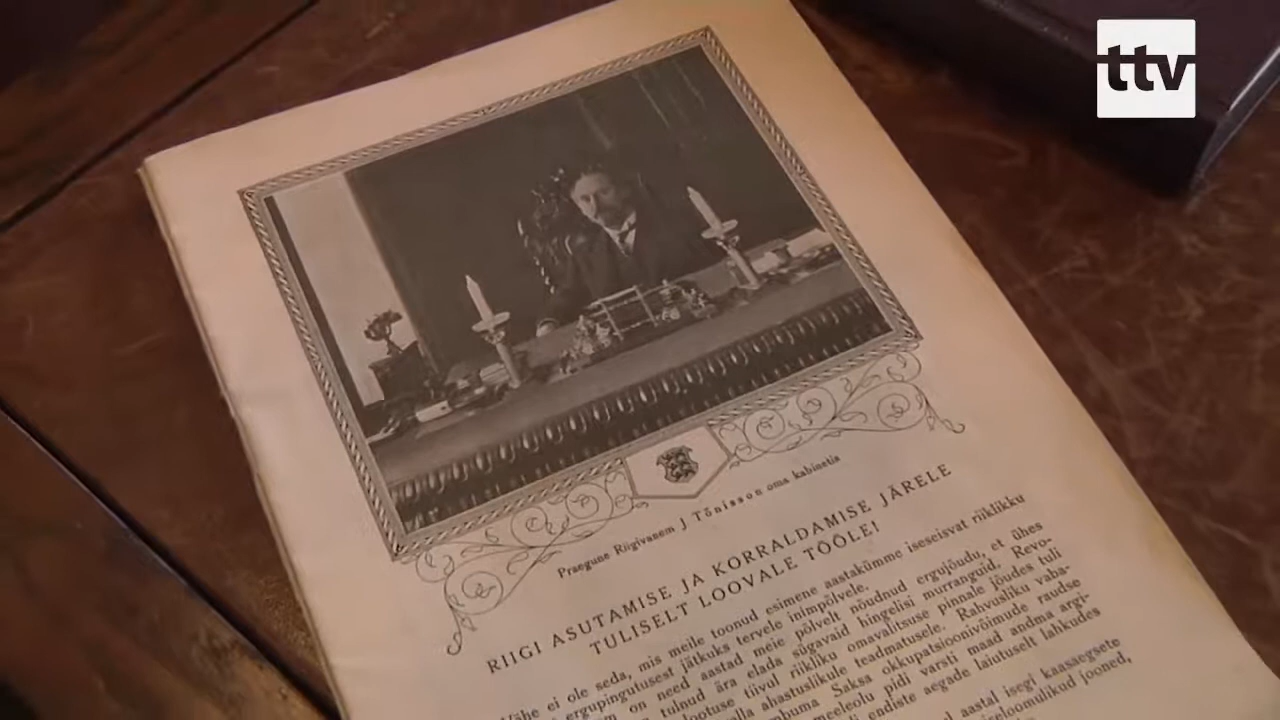 ttv
Praegune Riigivanem J Tõnisson oma kabinetis
RIIGI ASUTAMISE JA KORRALDAMISE JÄRELE
TULISELT LOOVALE TÖÖLE!
Vähe ei ole seda, mis meile toonud esimene aastakümme iseseisvat riiklikku
ergupingutusest jätkuks tervele inimpõlvele.
on need aastad meie põlvelt nõudnud ergujõudu, et ühes
tulnud ära elada sügavaid hingelisi murranguid, Revo-
lootuse tiivul riikliku omavalitsuse pinnale jõudes tuli
ahastuslikule teadmatusele. Rahvusliku vaba-
Saksa okkupatsioonivõimude raudse
meeleolu pidi varsti maad andma argi-
endiste aegade laiutuselt lahkudes
aastal isegi kaasaegsete
jooned,